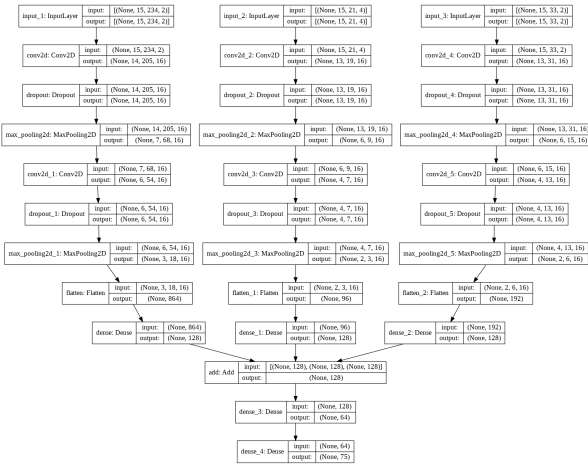 input_1: InputLayer input: [(None, 15, 234, 2)]
output: [(None, 15, 234, 2)]
input_2: InputLayer input: [(None, 15, 21, 4)]
output: [(None, 15, 21, 4)]
input_3: InputLayer input: [(None, 15, 33, 2)]
output: [(None, 15, 33, 2)]
conv2d: Conv2D input: (None, 15, 234, 2)
output: (None, 14, 205, 16)
conv2d_2: Conv2D input: (None, 15, 21, 4)
output: (None, 13, 19, 16)
conv2d_4: Conv2D input: (None, 15, 33, 2)
output: (None, 13, 31, 16)
dropout: Dropout input: (None, 14, 205, 16)
output: (None, 14, 205, 16)
dropout_2: Dropout input: (None, 13, 19, 16)
output: (None, 13, 19, 16)
dropout_4: Dropout input: (None, 13, 31, 16)
output: (None, 13, 31, 16)
max_pooling2d: MaxPooling2D input: (None, 14, 205, 16)
output: (None, 7, 68, 16)
max_pooling2d_2: MaxPooling2D input: (None, 13, 19, 16)
output: (None, 6, 9, 16)
max_pooling2d_4: MaxPooling2D input: (None, 13, 31, 16)
output: (None, 6, 15, 16)
conv2d_1: Conv2D input: (None, 7, 68, 16)
output: (None, 6, 54, 16)
conv2d_3: Conv2D input: (None, 6, 9, 16)
output: (None, 4, 7, 16)
conv2d_5: Conv2D input: (None, 6, 15, 16)
output: (None, 4, 13, 16)
dropout_1: Dropout input: (None, 6, 54, 16)
output: (None, 6, 54, 16)
dropout_3: Dropout input: (None, 4, 7, 16)
output: (None, 4, 7, 16)
dropout_5: Dropout input: (None, 4, 13, 16)
output: (None, 4, 13, 16)
max_pooling2d_1: MaxPooling2D input: (None, 6, 54, 16)
output: (None, 3, 18, 16)
max_pooling2d_3: MaxPooling2D input: (None, 4, 7, 16)
output: (None, 2, 3, 16)
max_pooling2d_5: MaxPooling2D input: (None, 4, 13, 16)
output: (None, 2, 6, 16)
flatten: Flatten input: (None, 3, 18, 16)
output: (None, 864)
flatten_1: Flatten input: (None, 2, 3, 16)
output: (None, 96)
flatten_2: Flatten input: (None, 2, 6, 16)
output: (None, 192)
dense: Dense input: (None, 864)
output: (None, 128)
dense_1: Dense input: (None, 96)
output: (None, 128)
dense_2: Dense input: (None, 192)
output: (None, 128)
add: Add input: [(None, 128), (None, 128), (None, 128)]
output: (None, 128)
dense_3: Dense input: (None, 128)
output: (None, 64)
dense_4: Dense input: (None, 64)
output: (None, 75)